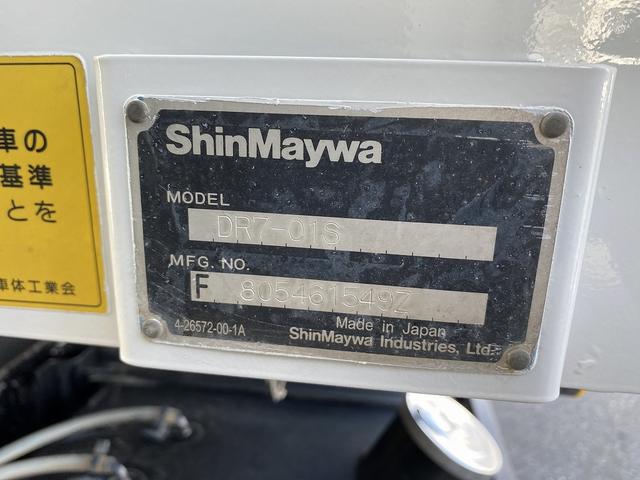 車の
基準
とを
車体工業会
ShinMaywa
MODEL
DR7-01S
MFG. NO.
F 805461549Z
4-26572-00-1A
Made in Japan
ShinMaywa Industries, Ltd.